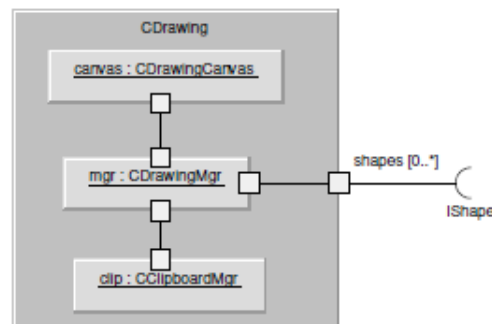 CDrawing
canvas : CDrawingCanvas
mgr : CDrawingMgr
shapes [0..*]
IShape
clip : CClipboardMgr